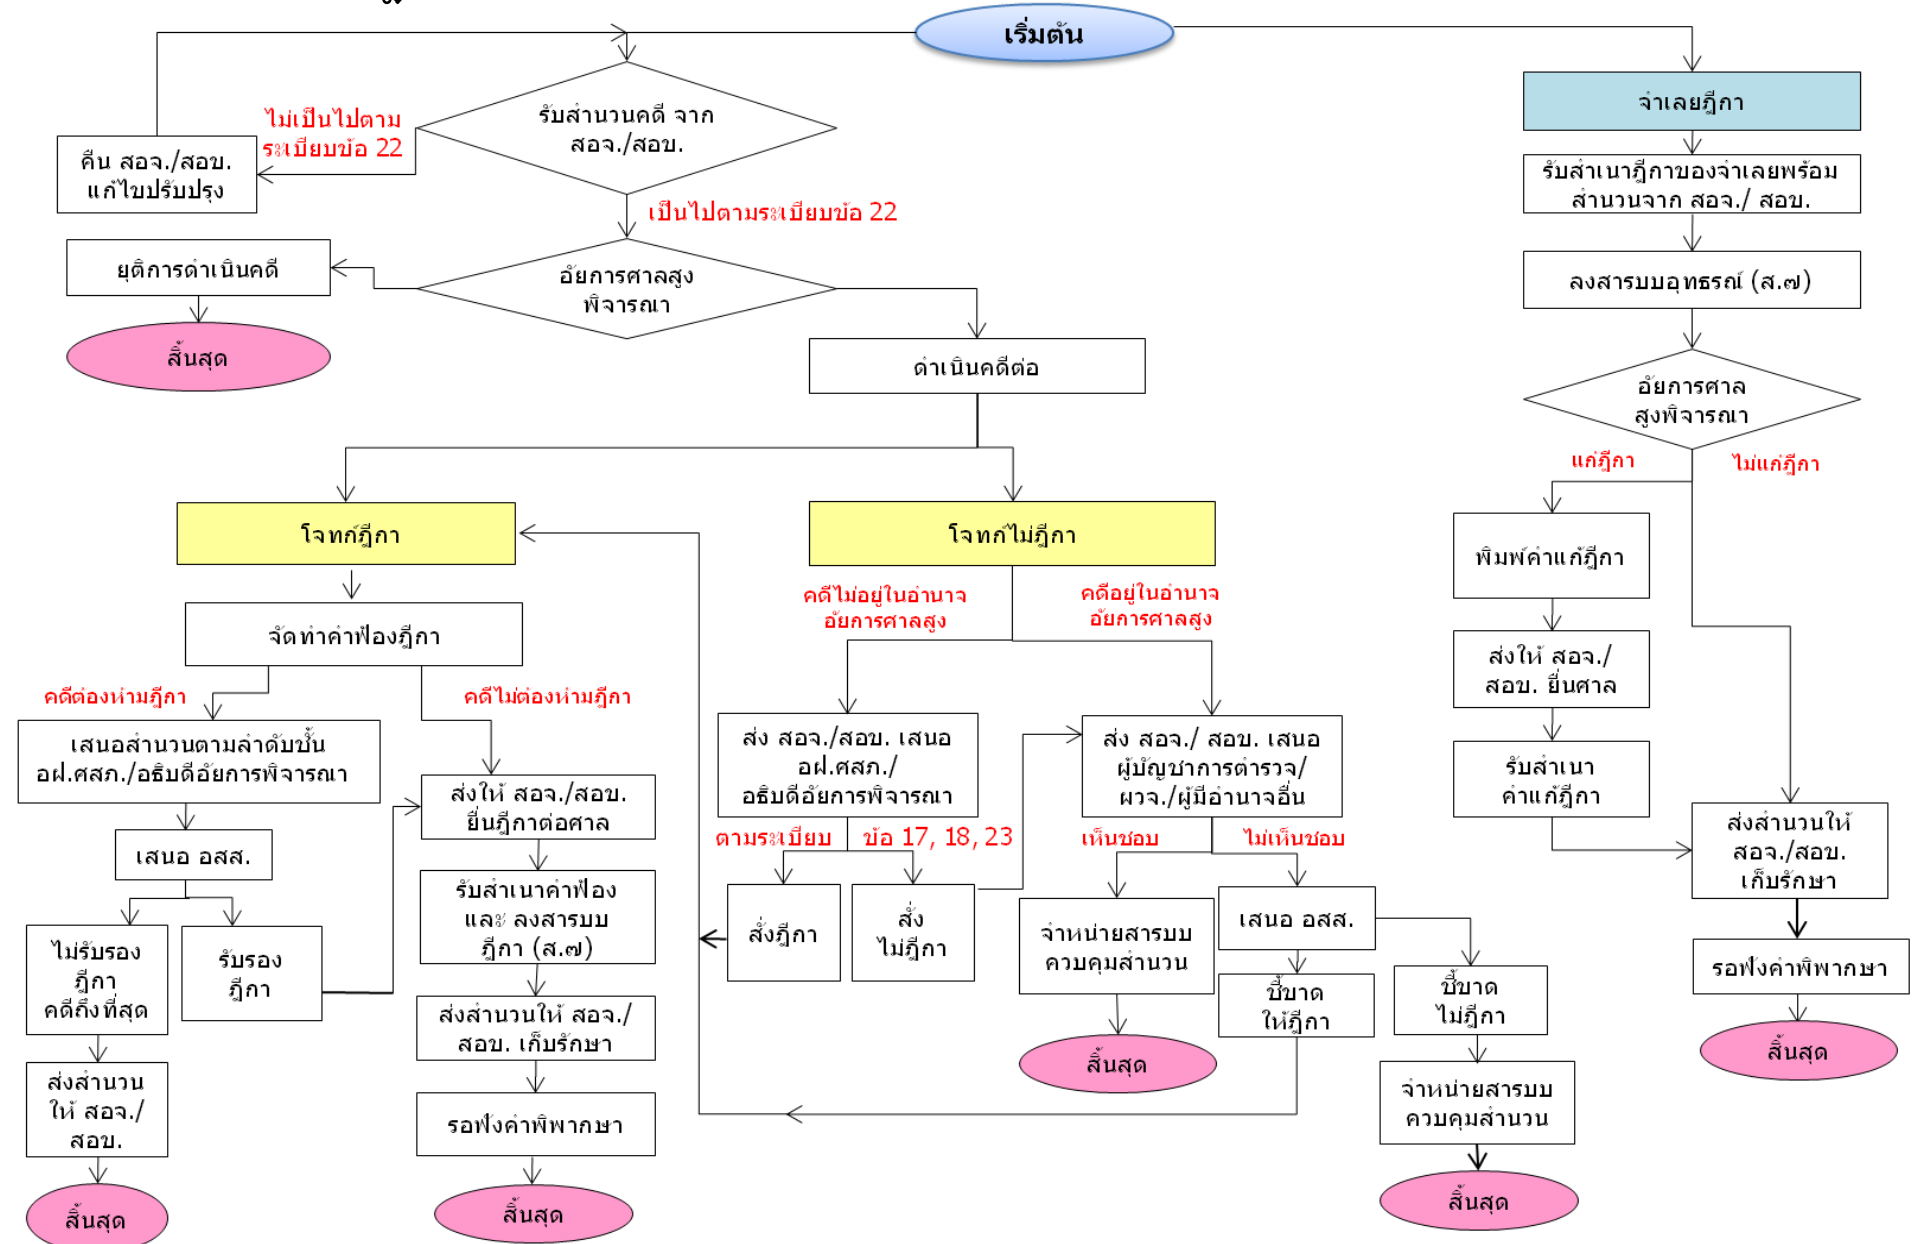 เริ่มต้น
รับสำนวนคดี จาก
สอจ./สอข.
ไม่เป็นไปตาม
ระเบียบข้อ 22
คืน สอจ./สอข.
แก้ไขปรับปรุง
เป็นไปตามระเบียบข้อ 22
ยุติการดำเนินคดี
สิ้นสุด
อัยการศาลสูง
พิจารณา
ดำเนินคดีต่อ
โจทก์ฎีกา
จัดทำคำฟ้องฎีกา
คดีต้องห้ามฎีกา
คดีไม่ต้องห้ามฎีกา
เสนอสำนวนตามลำดับชั้น
อฝ.ศสภ./อธิบดีอัยการพิจารณา
เสนอ อสส.
ไม่รับรอง
ฎีกา
คดีถึงที่สุด
รับรอง
ฎีกา
ส่งสำนวน
ให้ สอจ./
สอข.
สิ้นสุด
ส่งให้ สอจ./สอข.
ยื่นฎีกาต่อศาล
รับสำเนาคำฟ้อง
และ ลงสารบบ
ฎีกา (ส.๗)
ส่งสำนวนให้ สอจ./
สอข. เก็บรักษา
รอฟังคำพิพากษา
สิ้นสุด
โจทก์ไม่ฎีกา
คดีไม่อยู่ในอำนาจ
อัยการศาลสูง
คดีอยู่ในอำนาจ
อัยการศาลสูง
ส่ง สอจ./สอข. เสนอ
อฝ.ศสภ./
อธิบดีอัยการพิจารณา
ตามระเบียบ ข้อ 17, 18, 23
สั่งฎีกา
สั่ง
ไม่ฎีกา
ส่ง สอจ./ สอข. เสนอ
ผู้บัญชาการตำรวจ/
ผวจ./ผู้มีอำนาจอื่น
เห็นชอบ
ไม่เห็นชอบ
จำหน่ายสารบบ
ควบคุมสำนวน
สิ้นสุด
เสนอ อสส.
ชี้ขาด
ให้ฎีกา
ชี้ขาด
ไม่ฎีกา
จำหน่ายสารบบ
ควบคุมสำนวน
สิ้นสุด
จำเลยฎีกา
รับสำเนาฎีกาของจำเลยพร้อม
สำนวนจาก สอจ./ สอข.
ลงสารบบอุทธรณ์ (ส.๗)
อัยการศาล
สูงพิจารณา
แก้ฎีกา
ไม่แก้ฎีกา
พิมพ์คำแก้ฎีกา
ส่งให้ สอจ./
สอข. ยื่นศาล
รับสำเนา
คำแก้ฎีกา
ส่งสำนวนให้
สอจ./สอข.
เก็บรักษา
รอฟังคำพิพากษา
สิ้นสุด